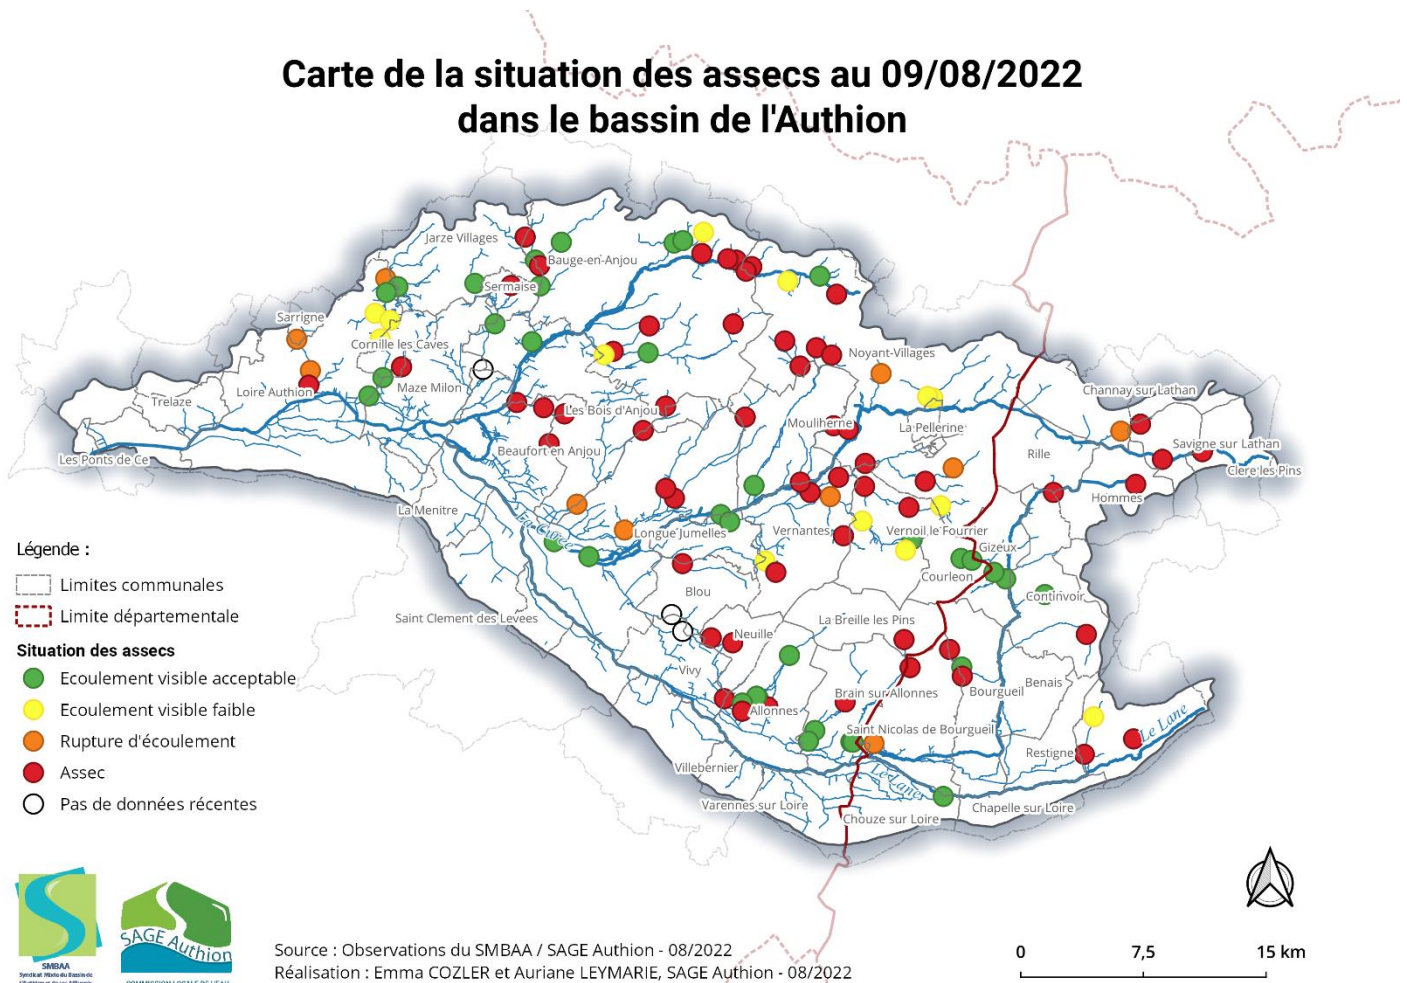 Carte de la situation des assecs au 09/08/2022
dans le bassin de l'Authion
Jarze Villages
Bauge-en-Anjou
Sermaise
Sarrigne
Cornille les Caves
Noyant-Villages
Maze Milon
Loire Authion
Trelaze
Channay sur Lathan
Les Bois d'Anjou
Mouliherne
La Pellerine
Beaufort en Anjou
Les Ponts de Ce
Rille
Savigne sur Lathan
Clere les Pins
Hommes
La Menitre
La Curee
Longue Jumelles
Vernantes
Vernoil le Fourrier
Gizeux
Courleon
Blou
Continvoir
Saint Clement des Levees
La Breille les Pins
Neuille
Vivy
Benais
Brain sur Allonnes
Bourgueil
Allonnes
Saint Nicolas de Bourgueil
Le Lane
Restigne
Villebernier
Le Lane
Varennes sur Loire
Chapelle sur Loire
Chouze sur Loire
Légende :
Limites communales
Limite départementale
Situation des assecs
Ecoulement visible acceptable
Ecoulement visible faible
Rupture d'écoulement
Assec
Pas de données récentes
SMBAA
SAGE Authion
Source : Observations du SMBAA / SAGE Authion - 08/2022
Réalisation : Emma COZLER et Auriane LEYMARIE, SAGE Authion - 08/2022
0 7,5 15 km